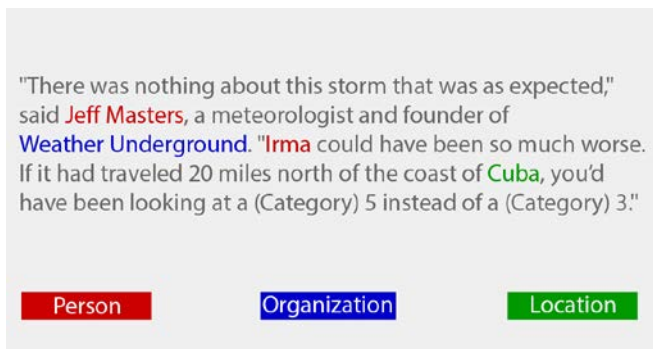 "There was nothing about this storm that was as expected,"
said Jeff Masters, a meteorologist and founder of
Weather Underground. "Irma could have been so much worse.
If it had traveled 20 miles north of the coast of Cuba, you’d
have been looking at a (Category) 5 instead of a (Category) 3."
Person Organization Location